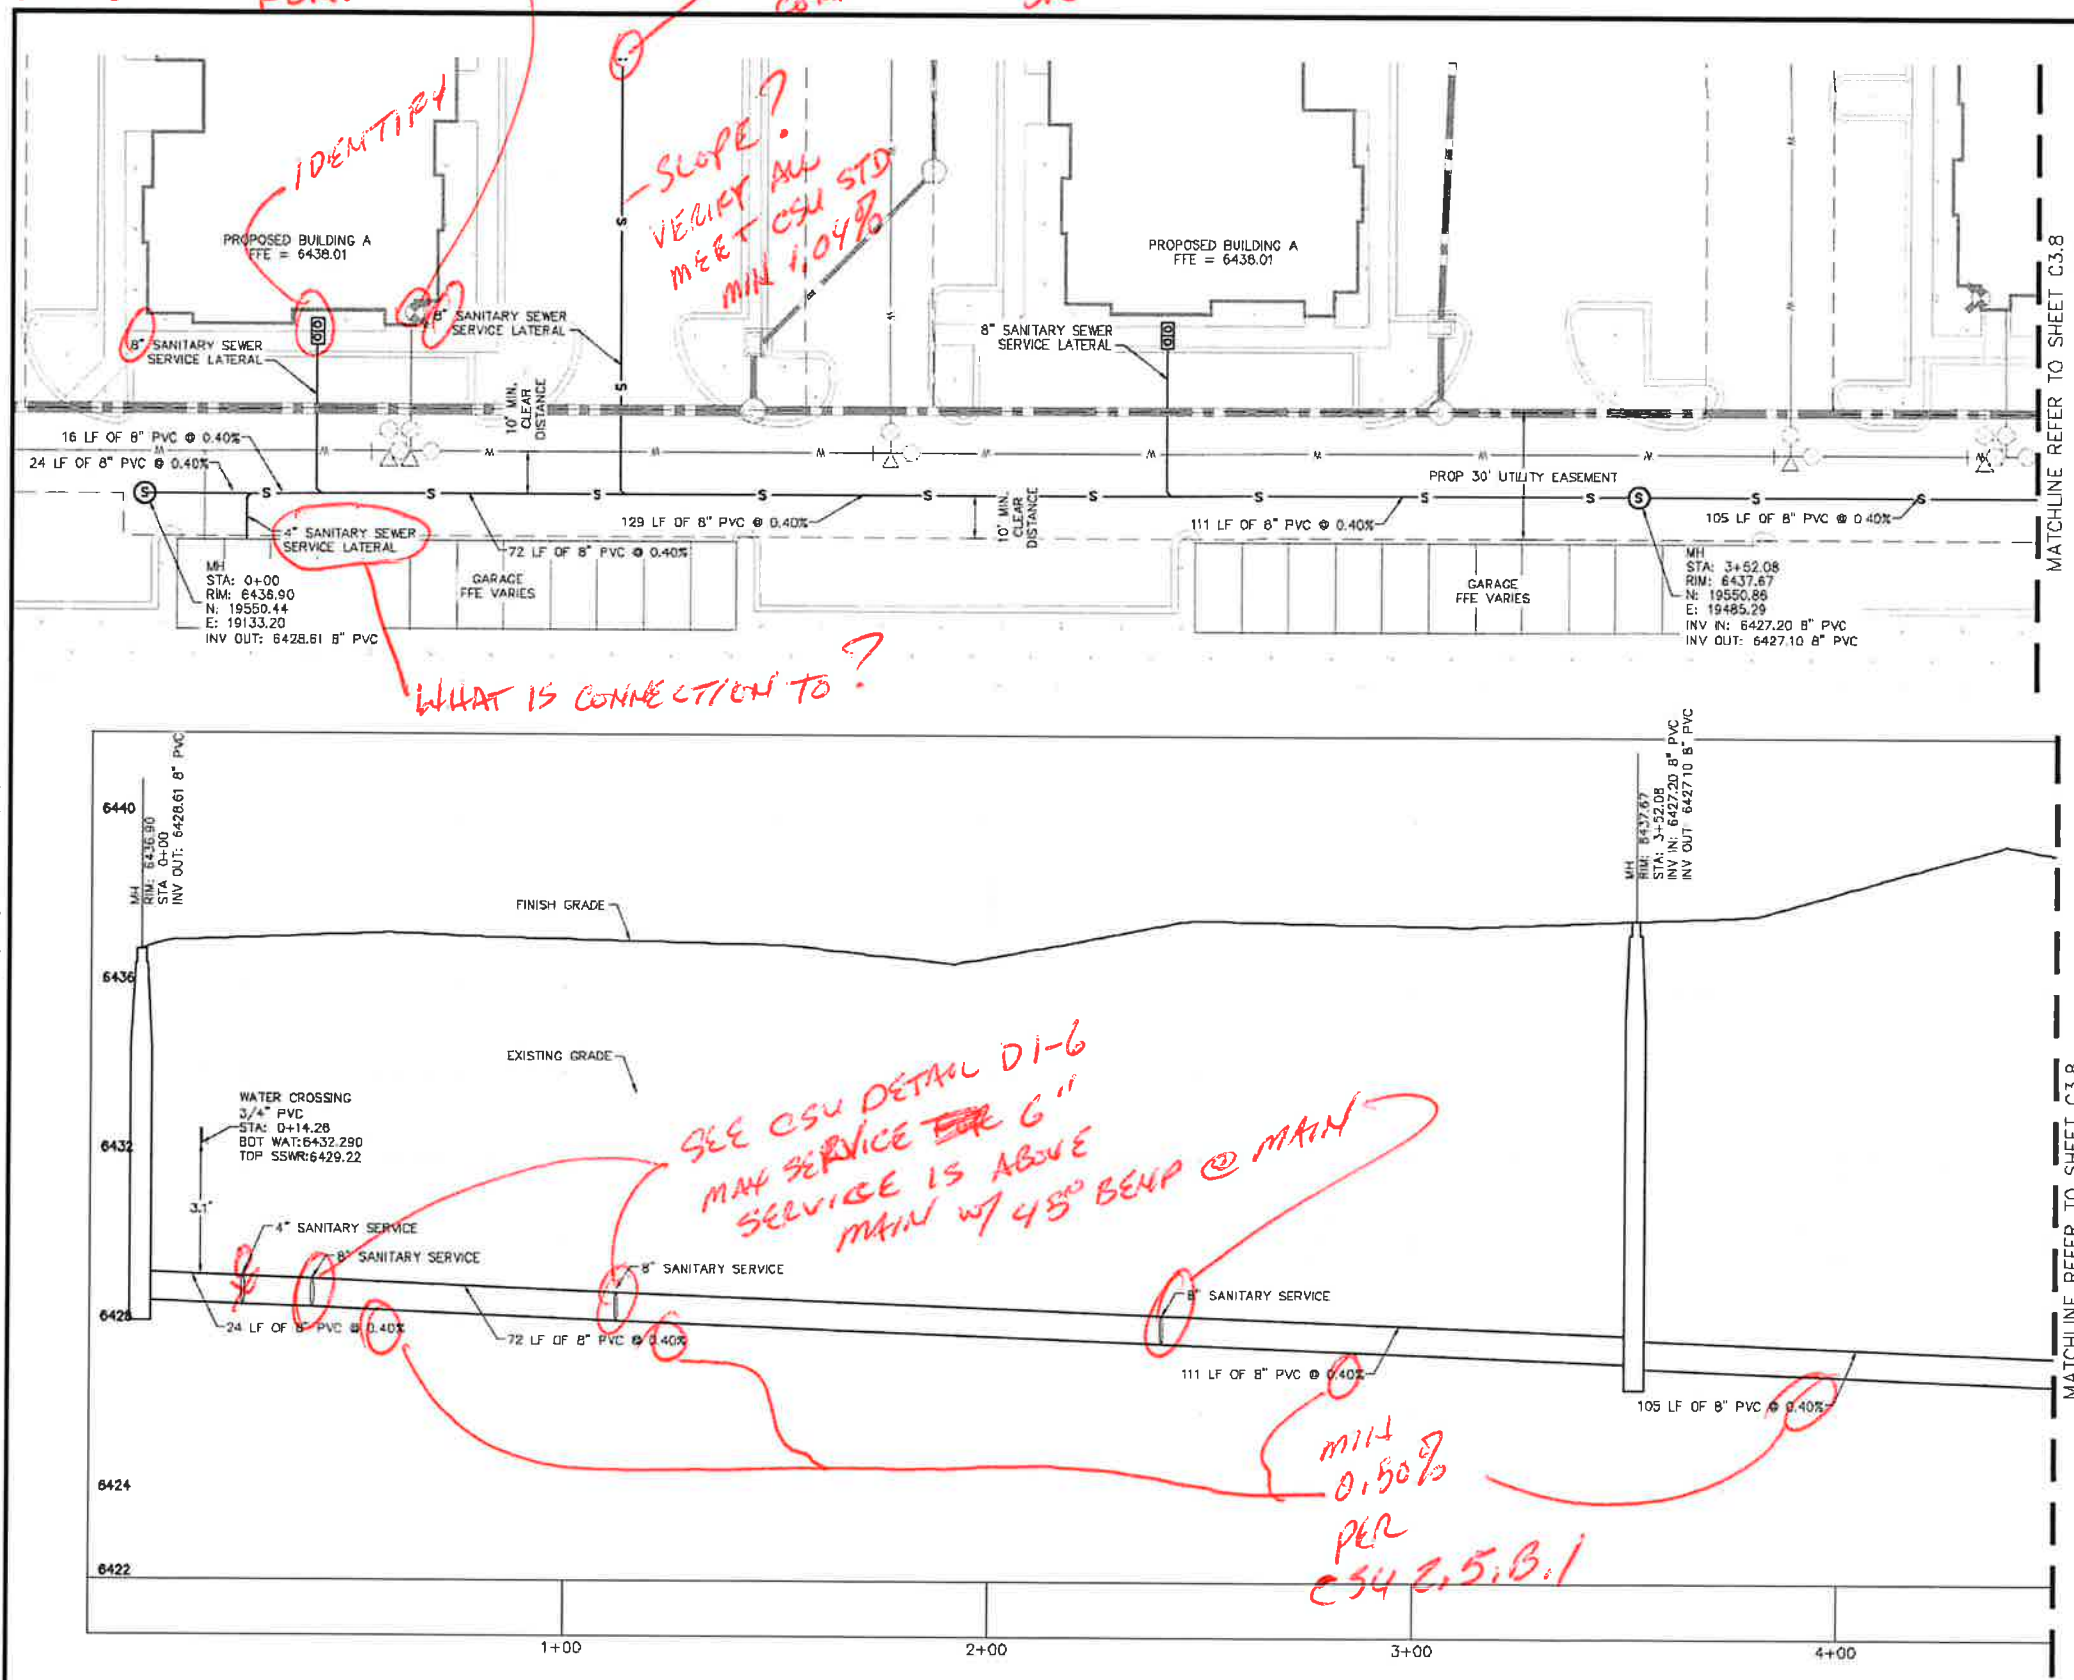 IDENTIFY
SLOPE?
VERIFY ALL
MEET CSU STD
MIN 1.04%
PROPOSED BUILDING A
FFE = 6438.01
PROPOSED BUILDING A
FFE = 6438.01
8" SANITARY SEWER
SERVICE LATERAL
8" SANITARY SEWER
SERVICE LATERAL
8" SANITARY SEWER
SERVICE LATERAL
10' MIN.
CLEAR
DISTANCE
16 LF OF 8" PVC @ 0.40%
24 LF OF 8" PVC @ 0.40%
PROP 30' UTILITY EASEMENT
4" SANITARY SEWER
SERVICE LATERAL
129 LF OF 8" PVC @ 0.40%
10' MIN.
CLEAR
DISTANCE
111 LF OF 8" PVC @ 0.40%
105 LF OF 8" PVC @ 0.40%
72 LF OF 8" PVC @ 0.40%
MH
STA: 0+00
RIM: 6436.90
N: 19550.44
E: 19133.20
INV OUT: 6428.61 8" PVC
GARAGE
FFE VARIES
GARAGE
FFE VARIES
MH
STA: 3+52.08
RIM: 6437.67
N: 19550.86
E: 19485.29
INV IN: 6427.20 8" PVC
INV OUT: 6427.10 8" PVC
MATCHLINE REFER TO SHEET C3.8
WHAT IS CONNECTION TO?
MH
RIM: 6436.90
STA 0+00
INV OUT: 6428.61 8" PVC
MH
RIM: 6437.67
STA: 3+52.08
INV IN: 6427.20 8" PVC
INV OUT 6427.10 8" PVC
6440
FINISH GRADE
6436
EXISTING GRADE
WATER CROSSING
3/4" PVC
STA: 0+14.28
BOT WAT:6432.290
TOP SSWR:6429.22
6432
3.1'
SEE CSU DETAIL D1-6
MAX SERVICE 6"
SERVICE IS ABOVE
MAIN W/ 45° BEND @ MAIN
4" SANITARY SERVICE
8" SANITARY SERVICE
8" SANITARY SERVICE
8" SANITARY SERVICE
6428
24 LF OF 8" PVC @ 0.40%
72 LF OF 8" PVC @ 0.40%
111 LF OF 8" PVC @ 0.40%
105 LF OF 8" PVC @ 0.40%
MIN
0.50%
PER
CSU 2.5.B.1
6424
6422
MATCHLINE REFER TO SHEET C3.8
1+00
2+00
3+00
4+00